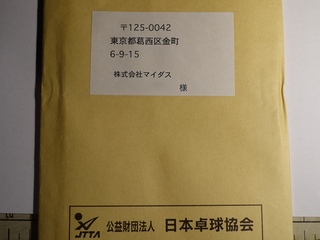 〒125-0042
東京都葛西区金町
6-9-15
株式会社マイダス
様
JTTA
公益財団法人 日本卓球協会